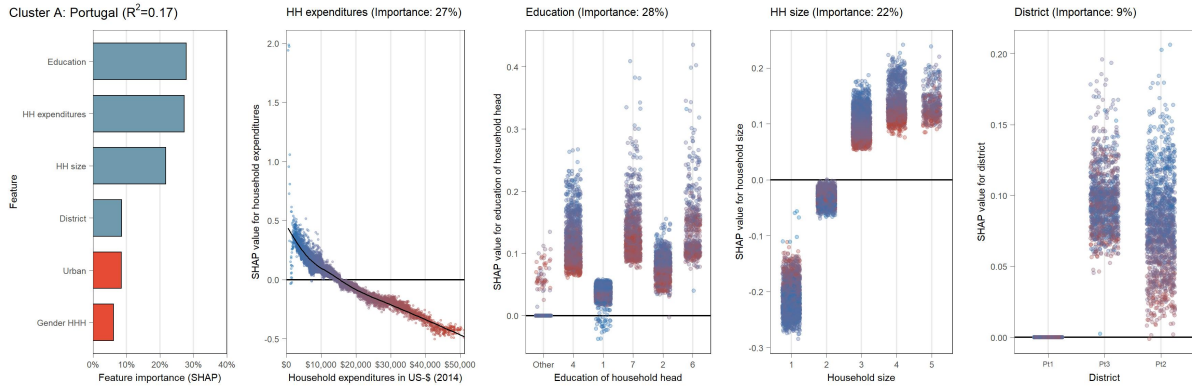 Cluster A: Portugal (R²=0.17)
Feature
Education
HH expenditures
HH size
District
Urban
Gender HHH
0% 10% 20% 30% 40%
Feature importance (SHAP)
HH expenditures (Importance: 27%)
SHAP value for household expenditures
2.0
1.5
1.0
0.5
0.0
-0.5
$0 $10,000 $20,000 $30,000 $40,000 $50,000
Household expenditures in US-$ (2014)
Education (Importance: 28%)
SHAP value for education of household head
0.4
0.3
0.2
0.1
0.0
Other 4 1 7 2 6
Education of household head
HH size (Importance: 22%)
SHAP value for household size
0.2
0.1
0.0
-0.1
-0.2
-0.3
1 2 3 4 5
Household size
District (Importance: 9%)
SHAP value for district
0.20
0.15
0.10
0.05
0.00
Pt1 Pt3 Pt2
District